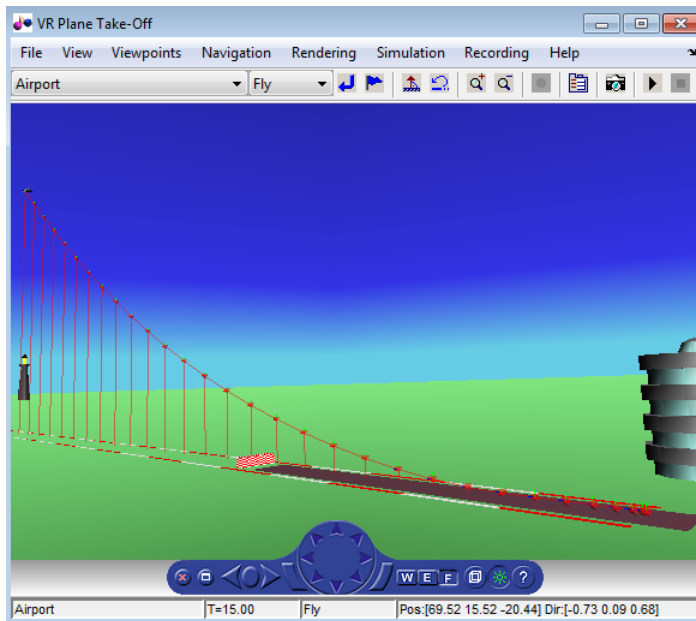 VR Plane Take-Off
File View Viewpoints Navigation Rendering Simulation Recording Help
Airport Fly
W E F ?
Airport T=15.00 Fly Pos:[69.52 15.52 -20.44] Dir:[-0.73 0.09 0.68]